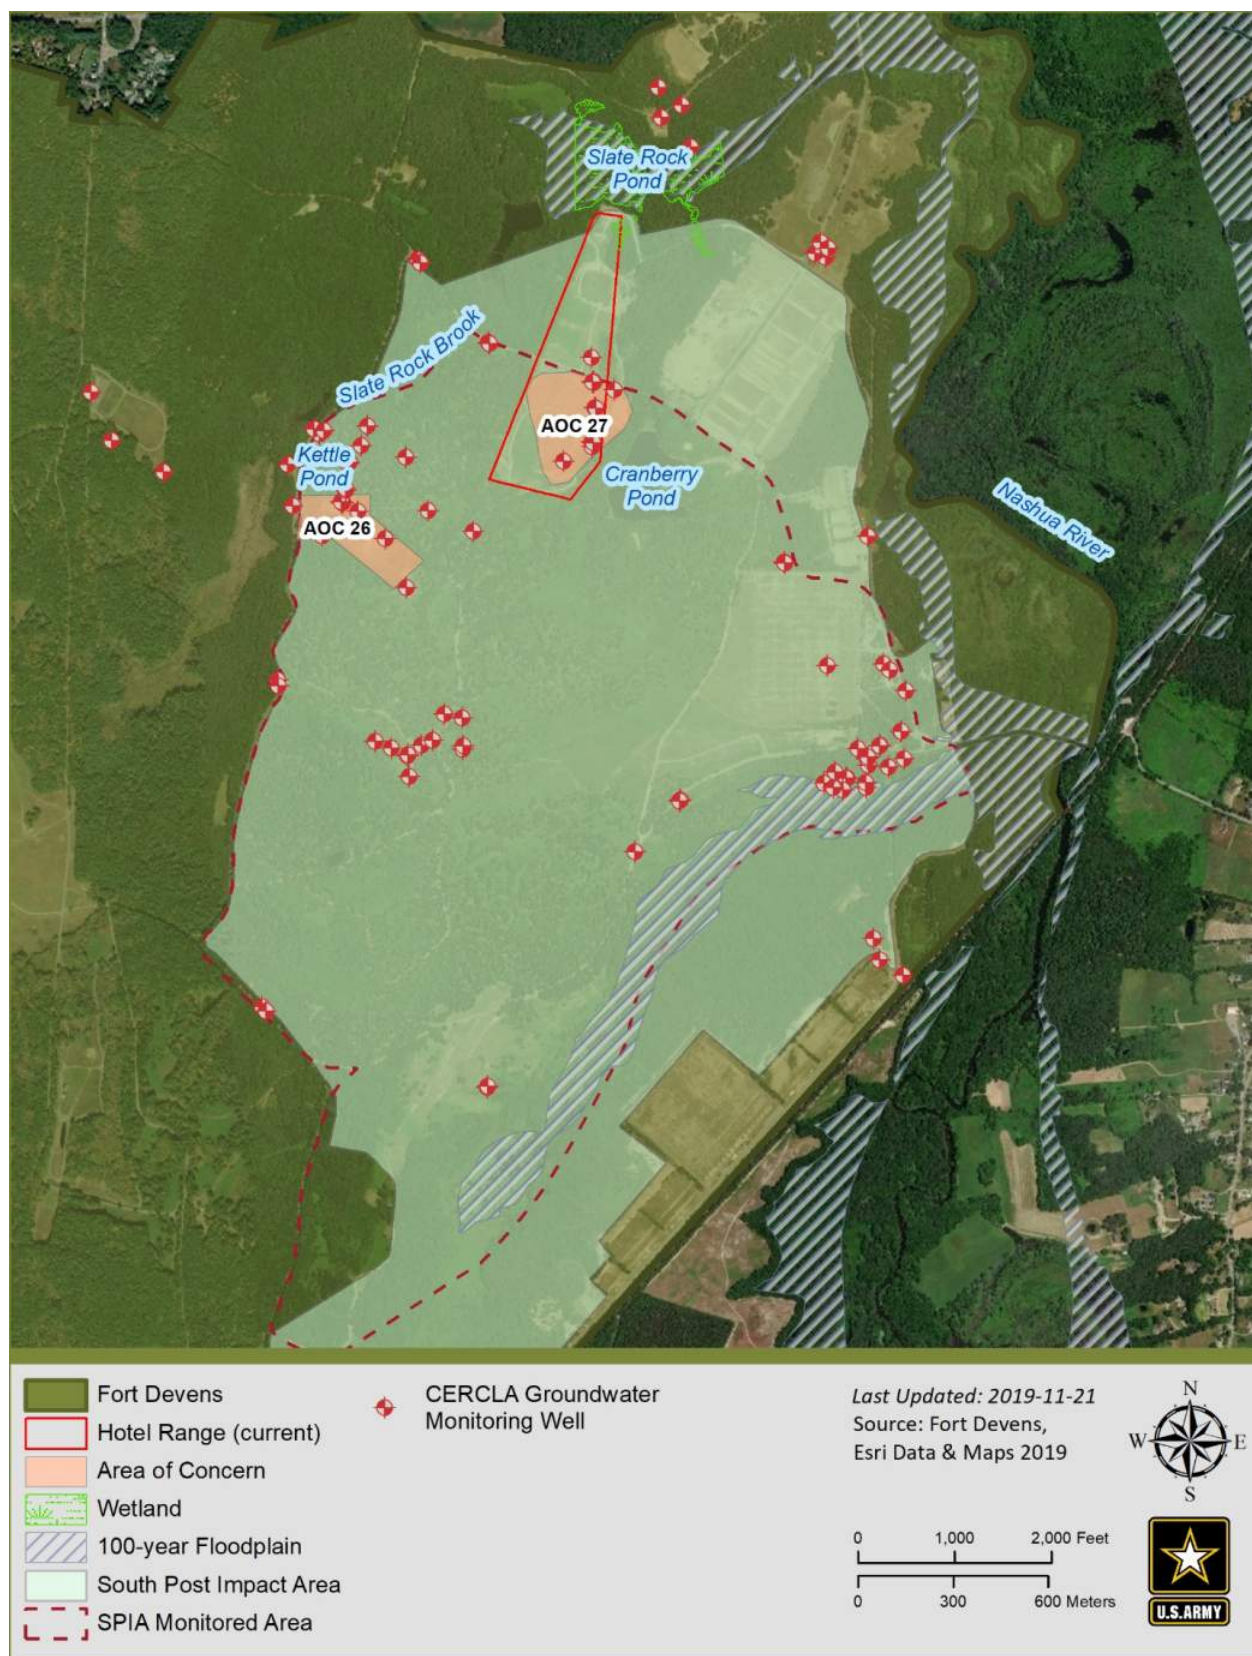 Slate Rock
Pond
Slate Rock Brook
AOC 27
Kettle
Pond
Cranberry
Pond
Nashua River
AOC 26
Fort Devens
Hotel Range (current)
Area of Concern
Wetland
100-year Floodplain
South Post Impact Area
SPIA Monitored Area
CERCLA Groundwater
Monitoring Well
Last Updated: 2019-11-21
Source: Fort Devens,
Esri Data & Maps 2019
N
W E
S
0 1,000 2,000 Feet
0 300 600 Meters
U.S.ARMY